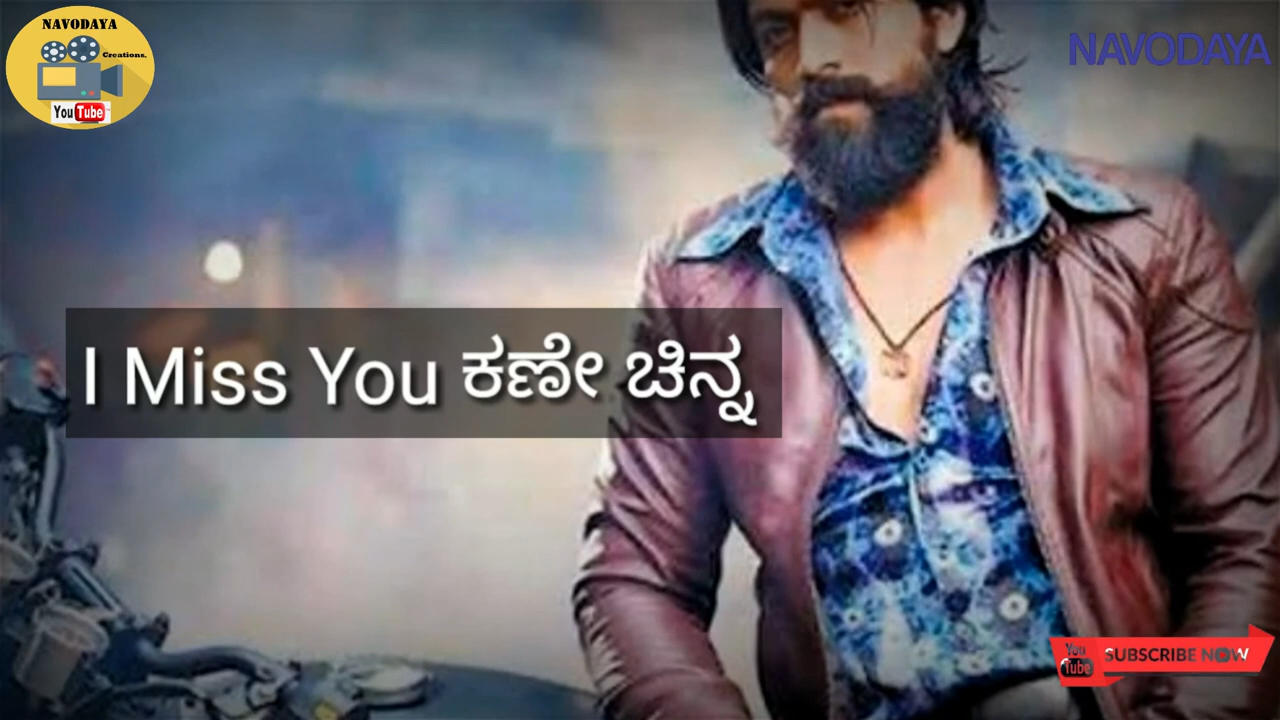 NAVODAYA
Creations.
YouTube
NAVODAYA
I Miss You ಕಣೇ ಚಿನ್ನ
You
Tube
SUBSCRIBE NOW